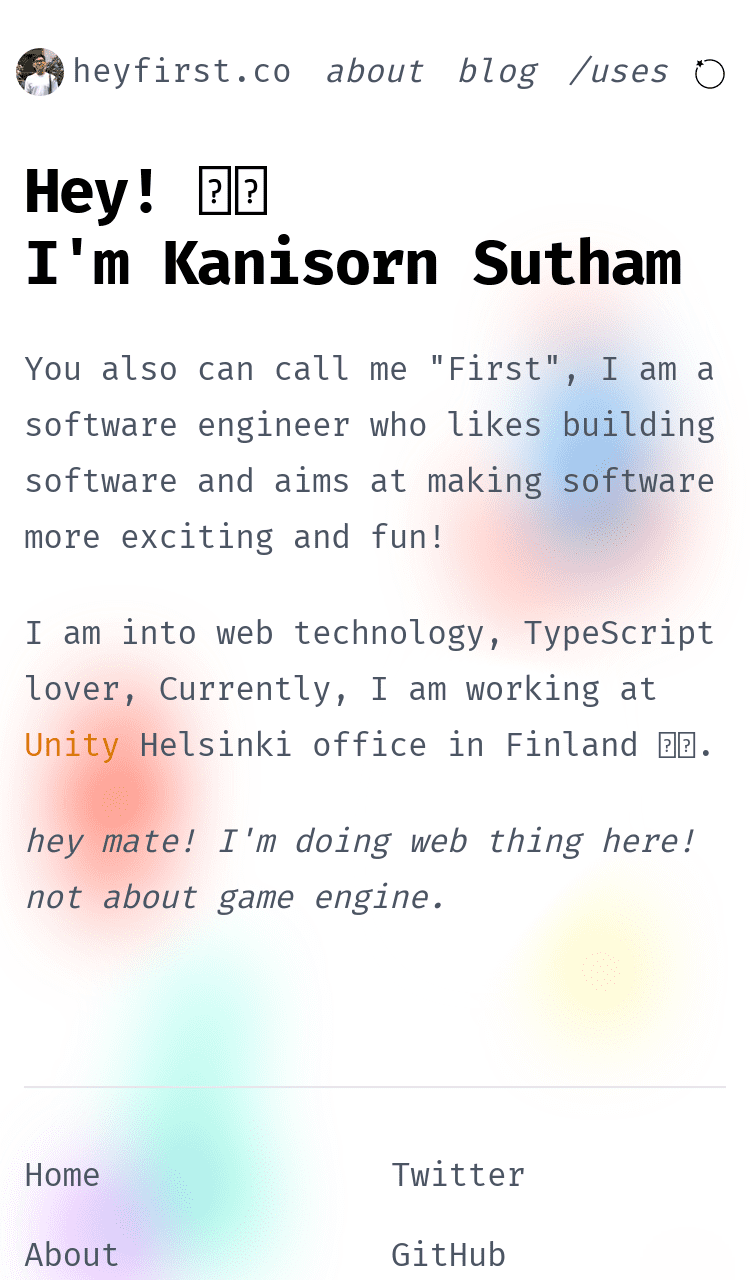 heyfirst.co about blog /uses
Hey!
I'm Kanisorn Sutham
You also can call me "First", I am a
software engineer who likes building
software and aims at making software
more exciting and fun!
I am into web technology, TypeScript
lover, Currently, I am working at
Unity Helsinki office in Finland .
hey mate! I'm doing web thing here!
not about game engine.
Home Twitter
About GitHub